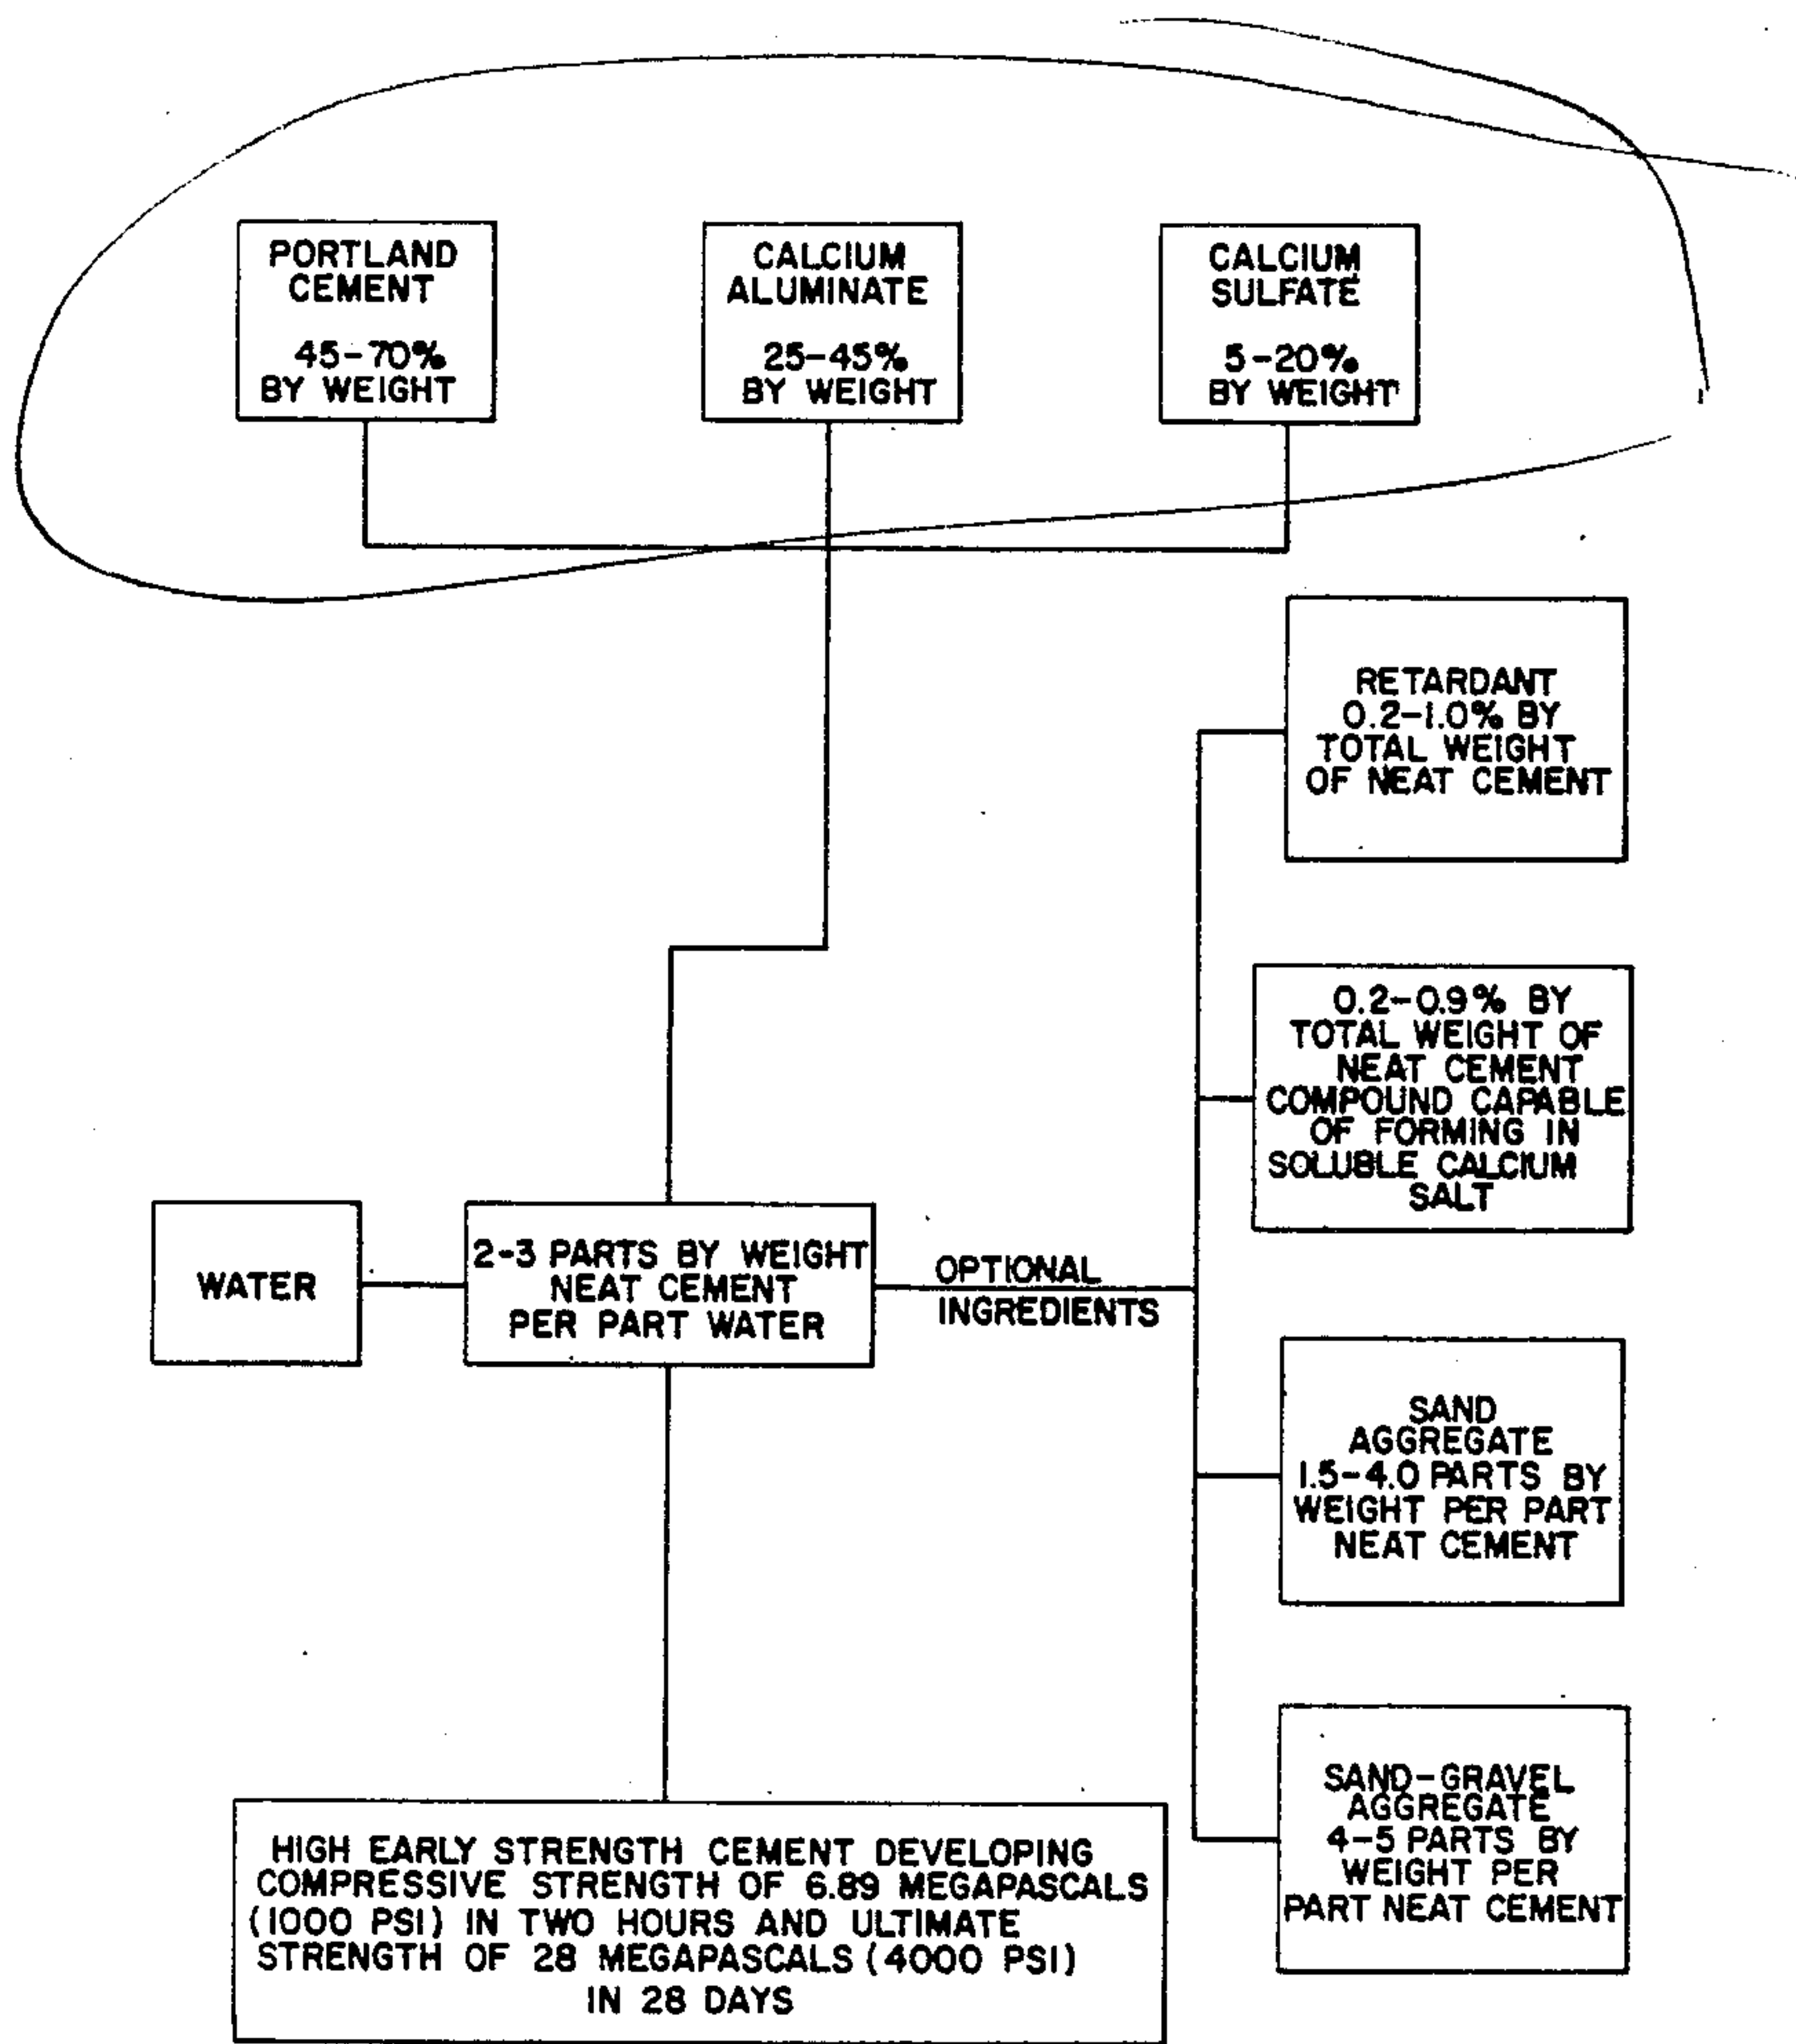 PORTLAND
CEMENT
45-70%
BY WEIGHT
CALCIUM
ALUMINATE
25-45%
BY WEIGHT
CALCIUM
SULFATE
5-20%
BY WEIGHT
RETARDANT
0.2-1.0% BY
TOTAL WEIGHT
OF NEAT CEMENT
0.2-0.9% BY
TOTAL WEIGHT OF
NEAT CEMENT
COMPOUND CAPABLE
OF FORMING IN
SOLUBLE CALCIUM
SALT
WATER
2-3 PARTS BY WEIGHT
NEAT CEMENT
PER PART WATER
OPTIONAL
INGREDIENTS
SAND
AGGREGATE
1.5-4.0 PARTS BY
WEIGHT PER PART
NEAT CEMENT
SAND-GRAVEL
AGGREGATE
4-5 PARTS BY
WEIGHT PER
PART NEAT CEMENT
HIGH EARLY STRENGTH CEMENT DEVELOPING
COMPRESSIVE STRENGTH OF 6.89 MEGAPASCALS
(1000 PSI) IN TWO HOURS AND ULTIMATE
STRENGTH OF 28 MEGAPASCALS (4000 PSI)
IN 28 DAYS